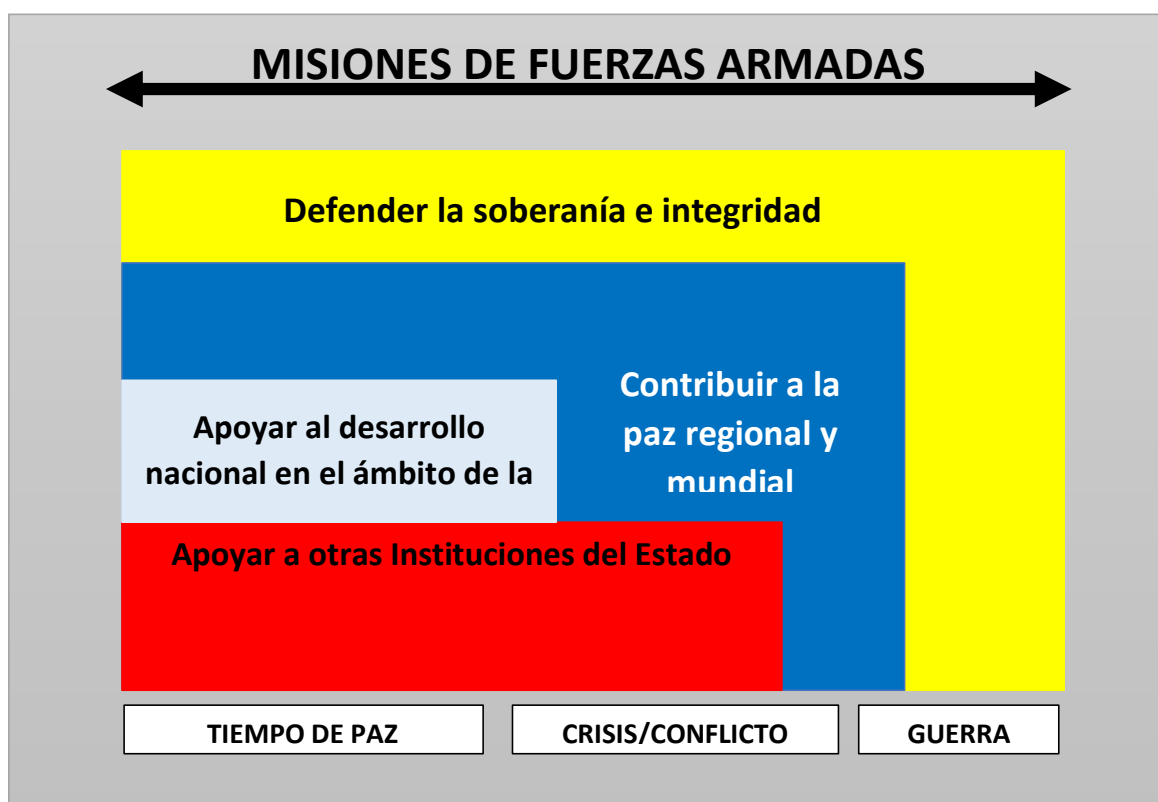 MISIONES DE FUERZAS ARMADAS
Defender la soberanía e integridad
Contribuir a la
paz regional y
mundial
Apoyar al desarrollo
nacional en el ámbito de la
Apoyar a otras Instituciones del Estado
TIEMPO DE PAZ
CRISIS/CONFLICTO
GUERRA